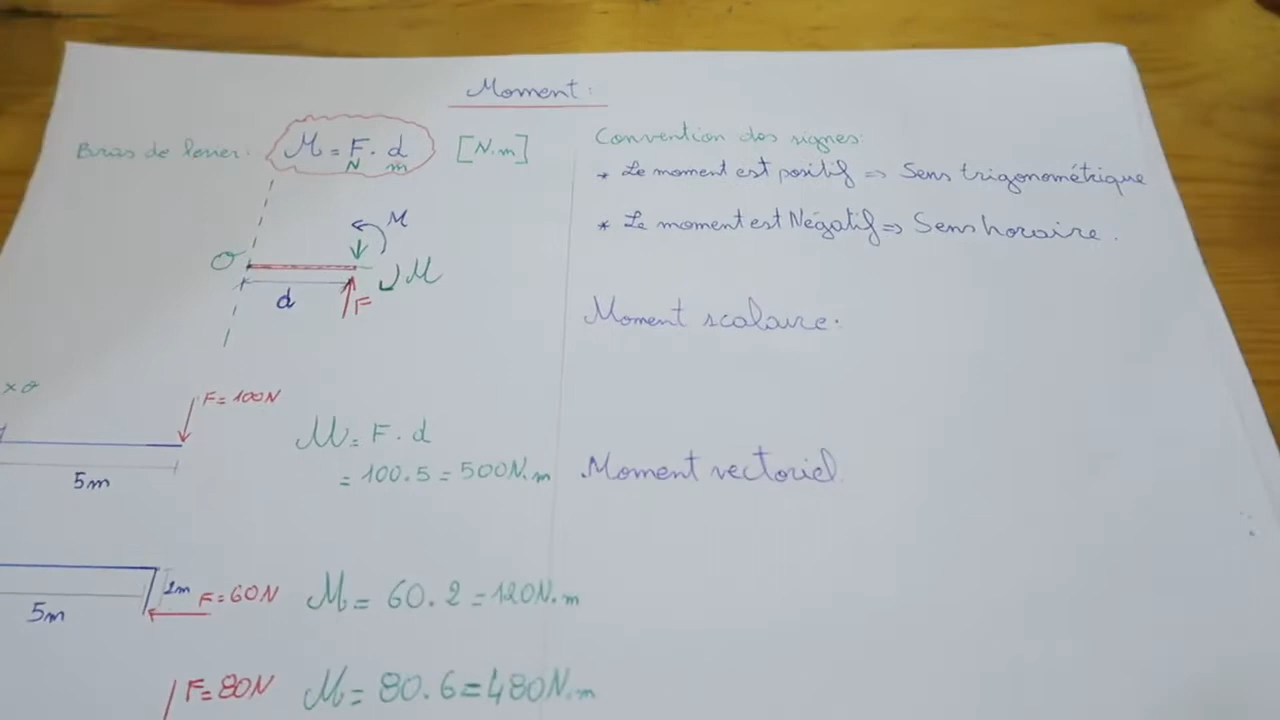 Moment:
Bras de levier: M = F. d [N.m]
N m
M
O
M
d
F
x O
F= 100N
5m
M= F. d
= 100.5 = 500N.m
2m
F=60N
5m
M= 60. 2 = 120N.m
F=80N
M= 80. 6 = 480N.m
Convention des signes:
* Le moment est positif => Sens trigonométrique
* Le moment est Négatif => Sens horaire.
Moment scalaire:
Moment vectoriel